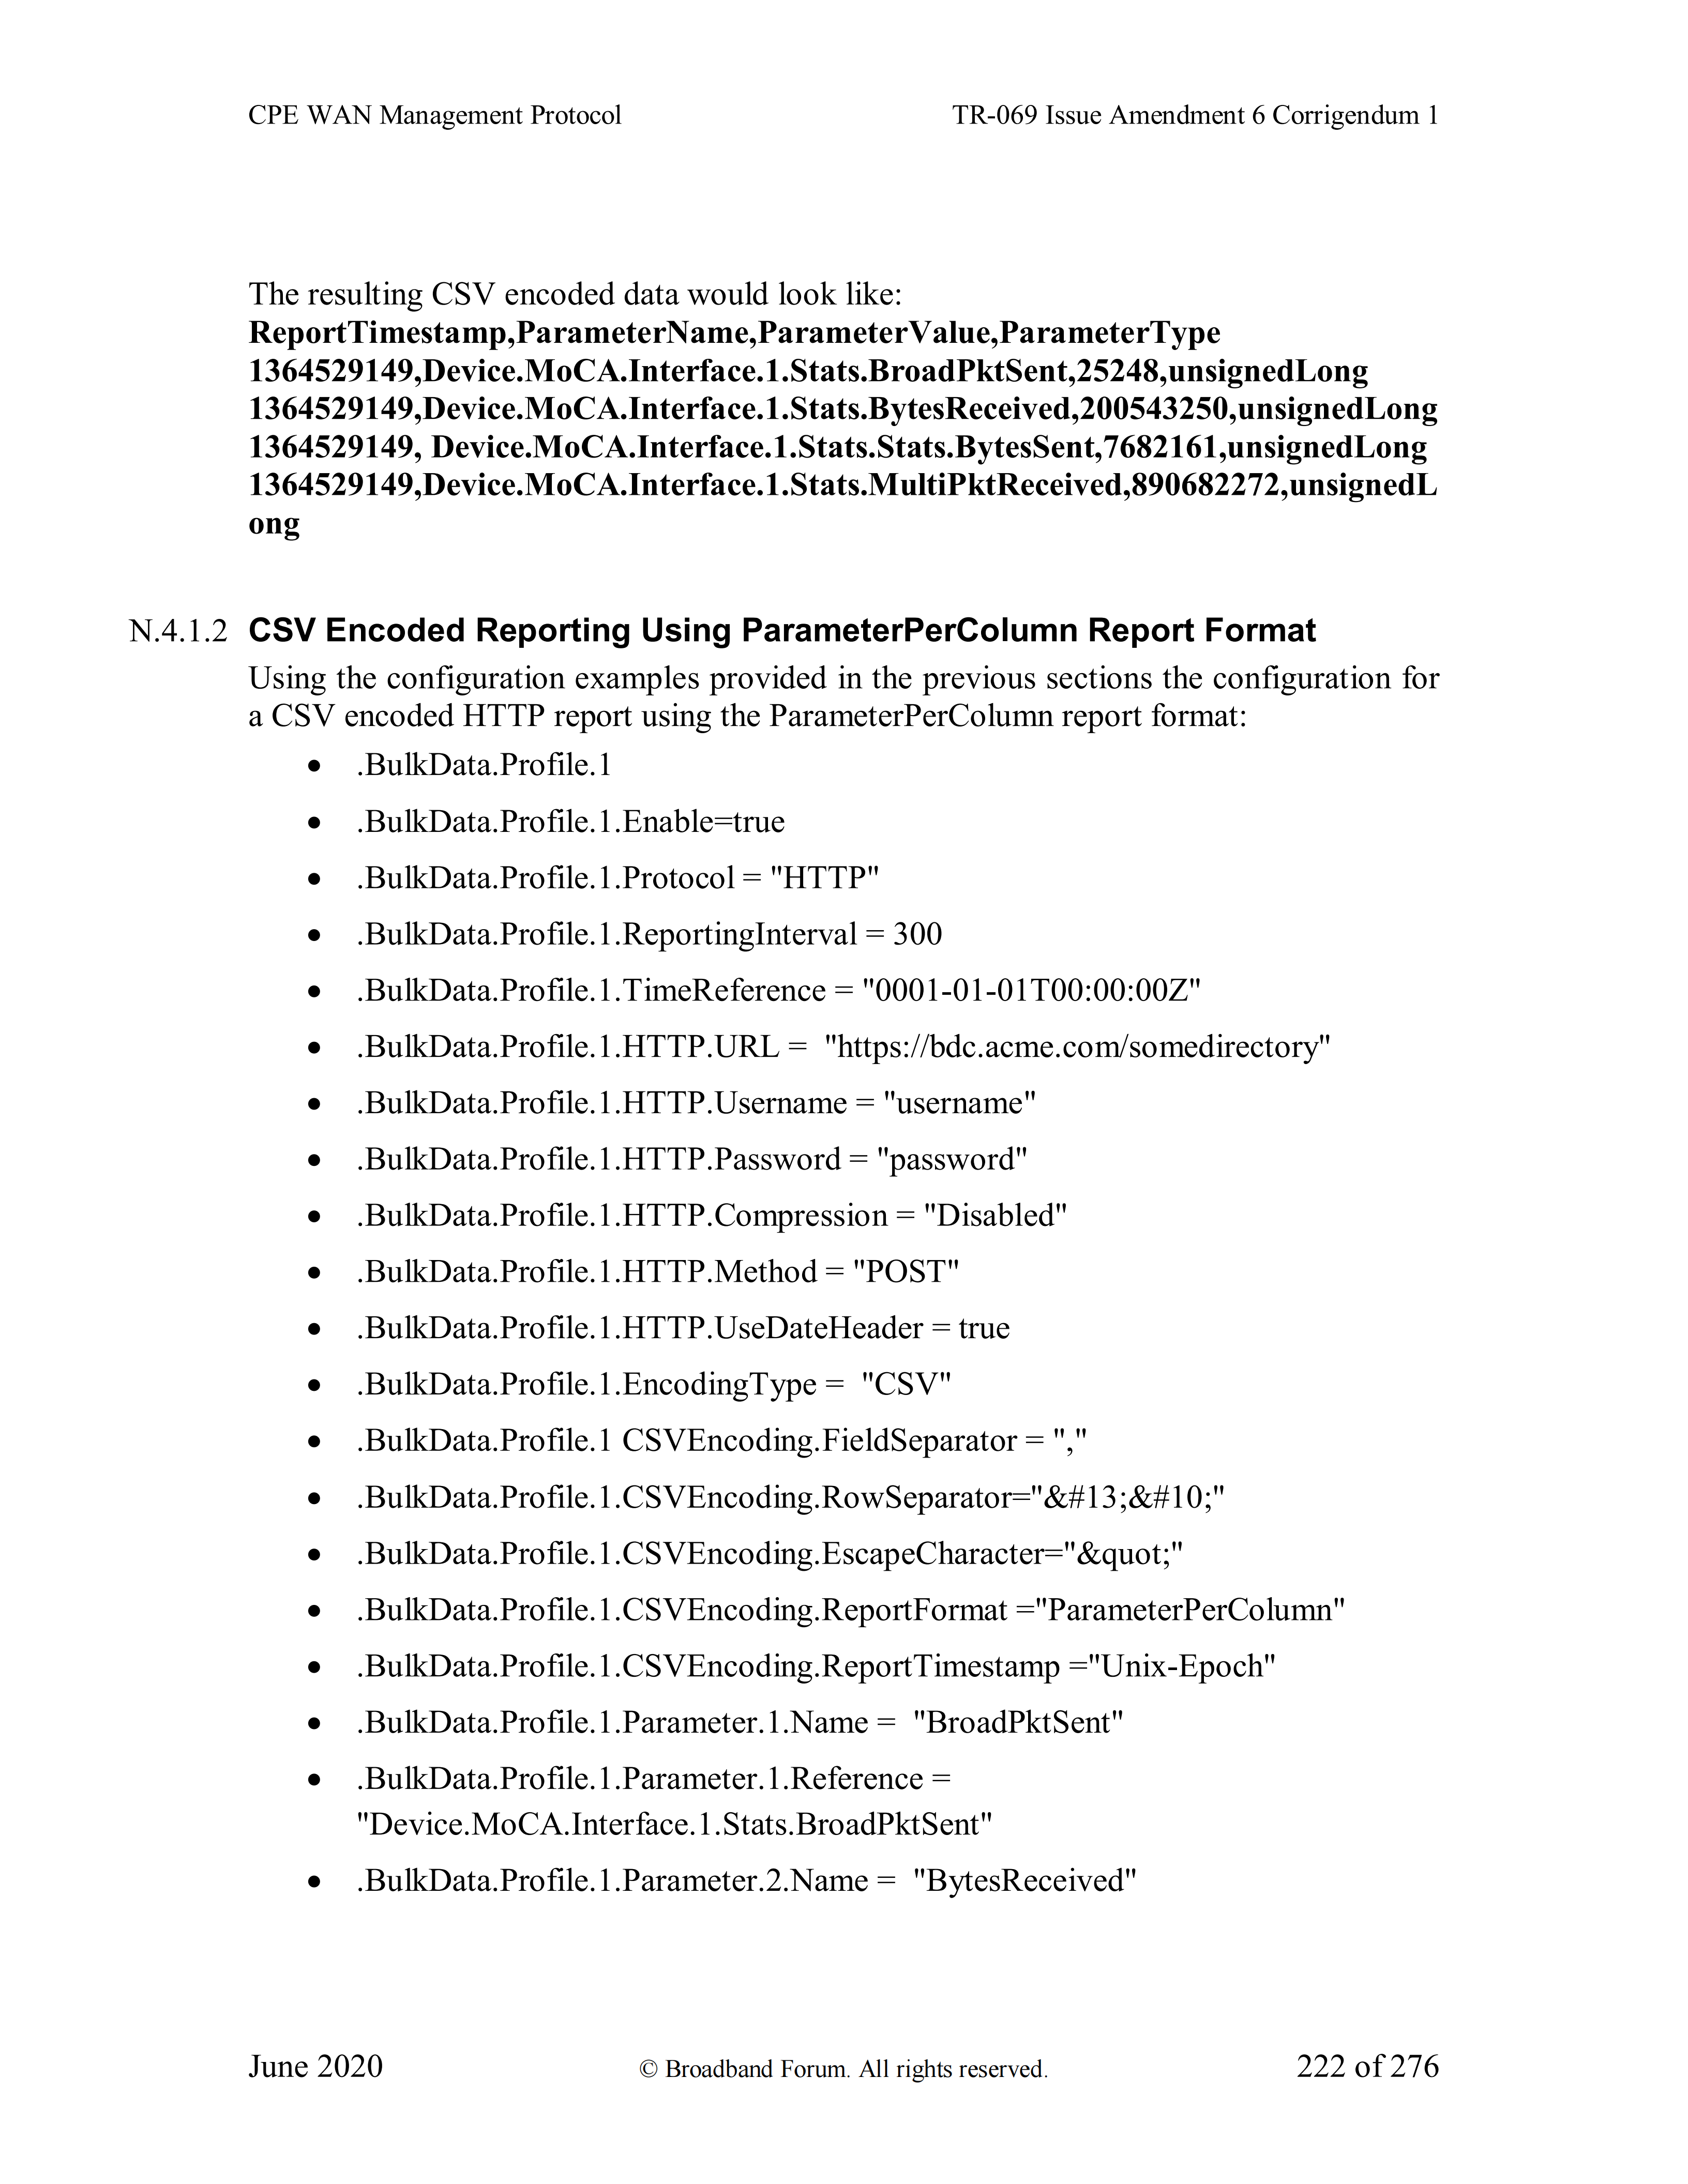 CPE WAN Management Protocol TR-069 Issue Amendment 6 Corrigendum 1
The resulting CSV encoded data would look like:
ReportTimestamp,ParameterName,ParameterValue,ParameterType
1364529149,Device.MoCA.Interface.1.Stats.BroadPktSent,25248,unsignedLong
1364529149,Device.MoCA.Interface.1.Stats.BytesReceived,200543250,unsignedLong
1364529149, Device.MoCA.Interface.1.Stats.Stats.BytesSent,7682161,unsignedLong
1364529149,Device.MoCA.Interface.1.Stats.MultiPktReceived,890682272,unsignedL
ong
N.4.1.2 CSV Encoded Reporting Using ParameterPerColumn Report Format
Using the configuration examples provided in the previous sections the configuration for
a CSV encoded HTTP report using the ParameterPerColumn report format:
• .BulkData.Profile.1
• .BulkData.Profile.1.Enable=true
• .BulkData.Profile.1.Protocol = "HTTP"
• .BulkData.Profile.1.ReportingInterval = 300
• .BulkData.Profile.1.TimeReference = "0001-01-01T00:00:00Z"
• .BulkData.Profile.1.HTTP.URL =  "https://bdc.acme.com/somedirectory"
• .BulkData.Profile.1.HTTP.Username = "username"
• .BulkData.Profile.1.HTTP.Password = "password"
• .BulkData.Profile.1.HTTP.Compression = "Disabled"
• .BulkData.Profile.1.HTTP.Method = "POST"
• .BulkData.Profile.1.HTTP.UseDateHeader = true
• .BulkData.Profile.1.EncodingType =  "CSV"
• .BulkData.Profile.1 CSVEncoding.FieldSeparator = ","
• .BulkData.Profile.1.CSVEncoding.RowSeparator="&#13;&#10;"
• .BulkData.Profile.1.CSVEncoding.EscapeCharacter="&quot;"
• .BulkData.Profile.1.CSVEncoding.ReportFormat ="ParameterPerColumn"
• .BulkData.Profile.1.CSVEncoding.ReportTimestamp ="Unix-Epoch"
• .BulkData.Profile.1.Parameter.1.Name =  "BroadPktSent"
• .BulkData.Profile.1.Parameter.1.Reference =
"Device.MoCA.Interface.1.Stats.BroadPktSent"
• .BulkData.Profile.1.Parameter.2.Name =  "BytesReceived"
June 2020 © Broadband Forum. All rights reserved. 222 of 276